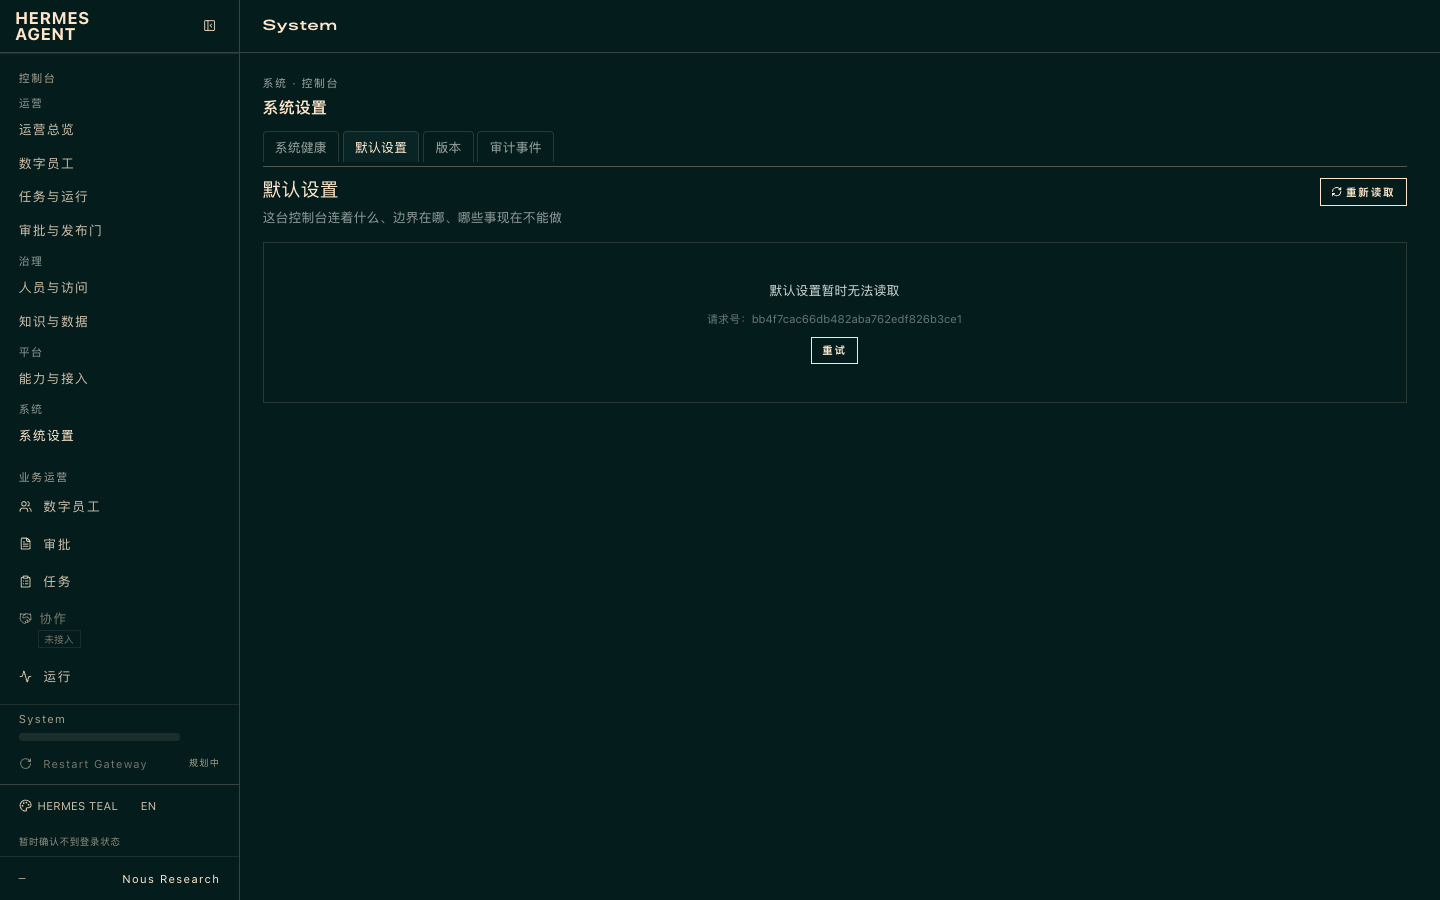 HERMES
AGENT
控制台
运营
运营总览
数字员工
任务与运行
审批与发布门
治理
人员与访问
知识与数据
平台
能力与接入
系统
系统设置
业务运营
数字员工
审批
任务
协作
未接入
运行
System
Restart Gateway
规划中
HERMES TEAL
EN
暂时确认不到登录状态
—
Nous Research
System
系统 · 控制台
系统设置
系统健康
默认设置
版本
审计事件
默认设置
重新读取
这台控制台连着什么、边界在哪、哪些事现在不能做
默认设置暂时无法读取
请求号：bb4f7cac66db482aba762edf826b3ce1
重试